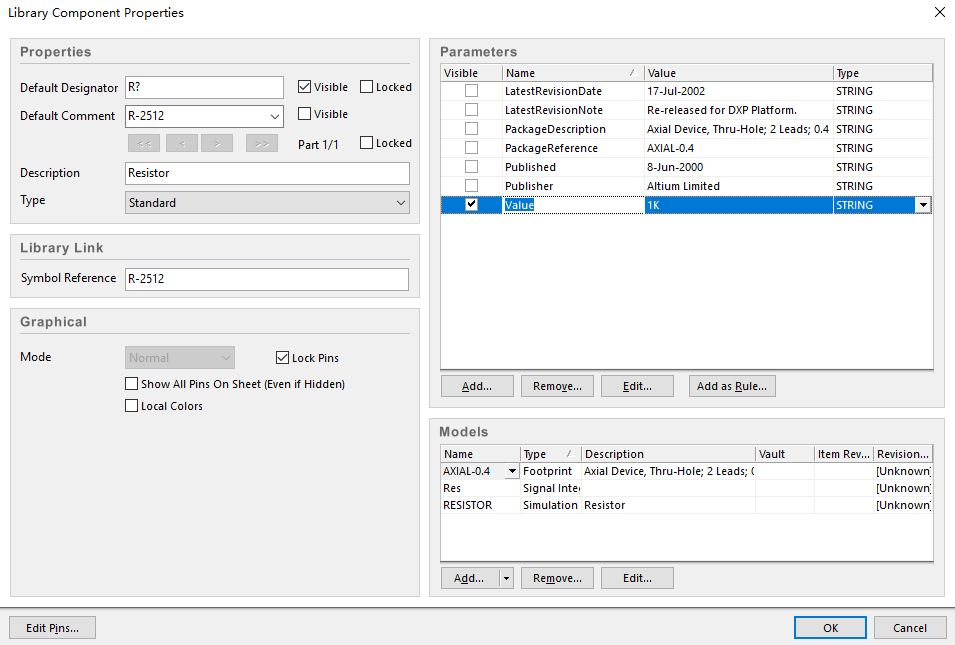 Library Component Properties
Properties
Default Designator R? Visible Locked
Default Comment R-2512 Visible
<< < > >> Part 1/1 Locked
Description Resistor
Type Standard
Library Link
Symbol Reference R-2512
Graphical
Mode Normal Lock Pins
Show All Pins On Sheet (Even if Hidden)
Local Colors
Parameters
Visible Name Value Type
LatestRevisionDate 17-Jul-2002 STRING
LatestRevisionNote Re-released for DXP Platform. STRING
PackageDescription Axial Device, Thru-Hole; 2 Leads; 0.4 STRING
PackageReference AXIAL-0.4 STRING
Published 8-Jun-2000 STRING
Publisher Altium Limited STRING
Value 1K STRING
Add... Remove... Edit... Add as Rule...
Models
Name Type Description Vault Item Rev... Revision...
AXIAL-0.4 Footprint Axial Device, Thru-Hole; 2 Leads; 0 [Unknown]
Res Signal Inte [Unknown]
RESISTOR Simulation Resistor [Unknown]
Add... Remove... Edit...
Edit Pins... OK Cancel